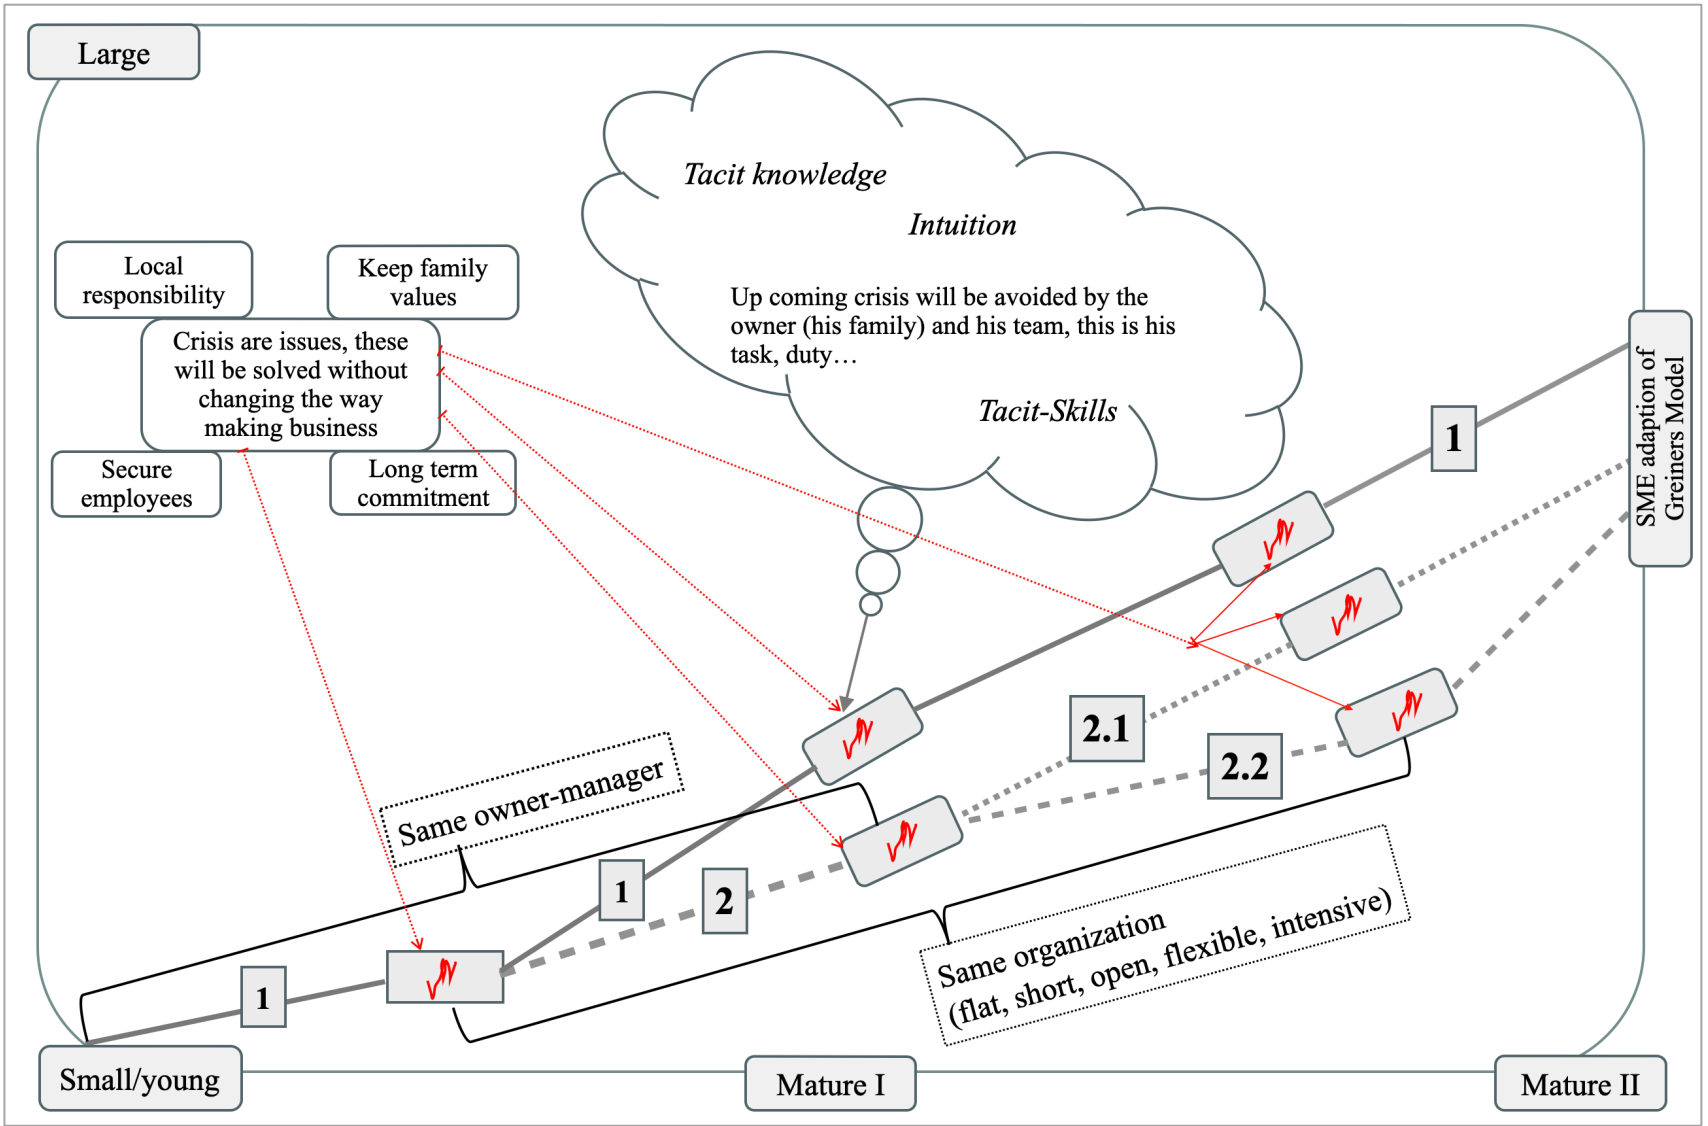 Large
Tacit knowledge
Intuition
Up coming crisis will be avoided by the
owner (his family) and his team, this is his
task, duty…
Tacit-Skills
Local
responsibility
Keep family
values
Crisis are issues, these
will be solved without
changing the way
making business
Secure
employees
Long term
commitment
SME adaption of
Greiners Model
1
2.1
2.2
Same owner-manager
1
2
Same organization
(flat, short, open, flexible, intensive)
1
Small/young
Mature I
Mature II